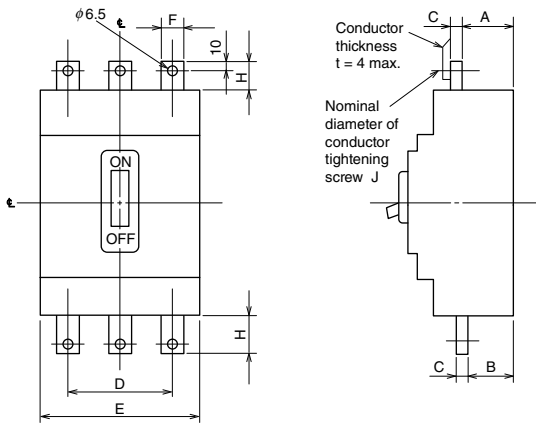 φ6.5
℄
F
10
H
ON
OFF
℄
H
D
E
Conductor
thickness
t = 4 max.
C
A
Nominal
diameter of
conductor
tightening
screw J
C
B